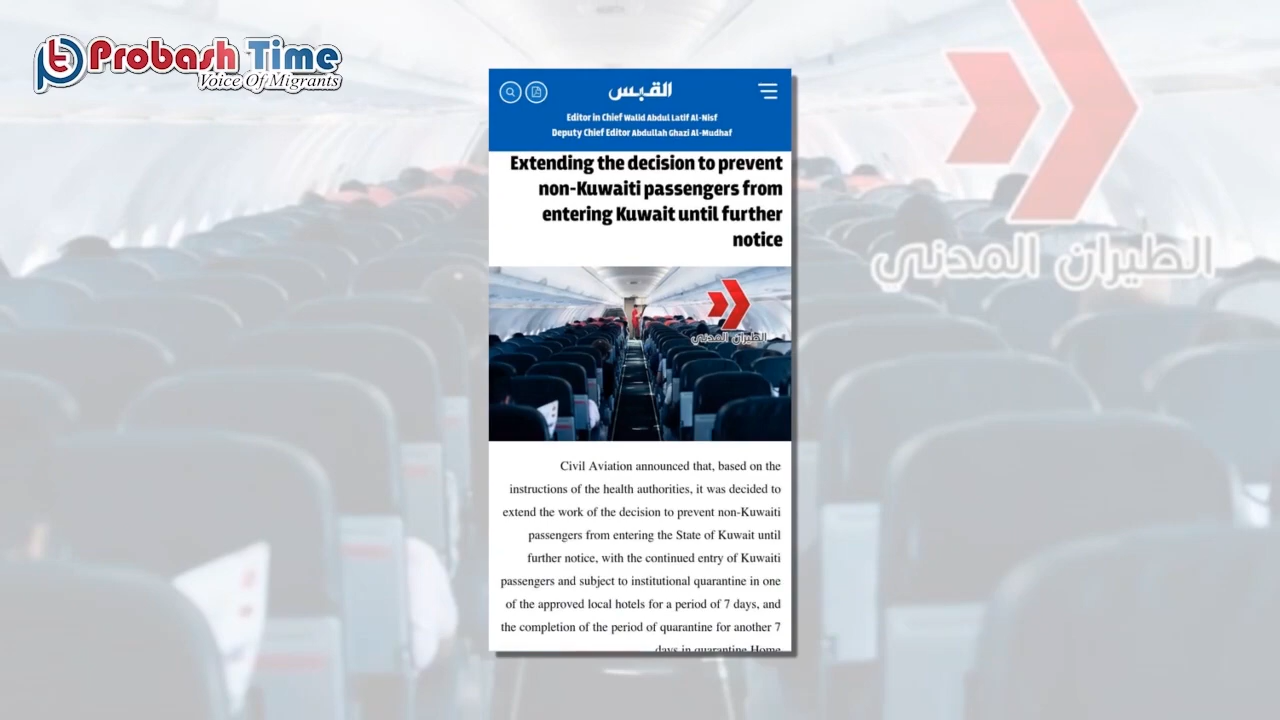 Probash Time
Voice Of Migrants
القبس
Editor in Chief Walid Abdul Latif Al-Nisf
Deputy Chief Editor Abdullah Ghazi Al-Mudhaf
Extending the decision to prevent
non-Kuwaiti passengers from
entering Kuwait until further
notice
الطيران المدني
الطيران المدني
Civil Aviation announced that, based on the
instructions of the health authorities, it was decided to
extend the work of the decision to prevent non-Kuwaiti
passengers from entering the State of Kuwait until
further notice, with the continued entry of Kuwaiti
passengers and subject to institutional quarantine in one
of the approved local hotels for a period of 7 days, and
the completion of the period of quarantine for another 7
days in quarantine Home